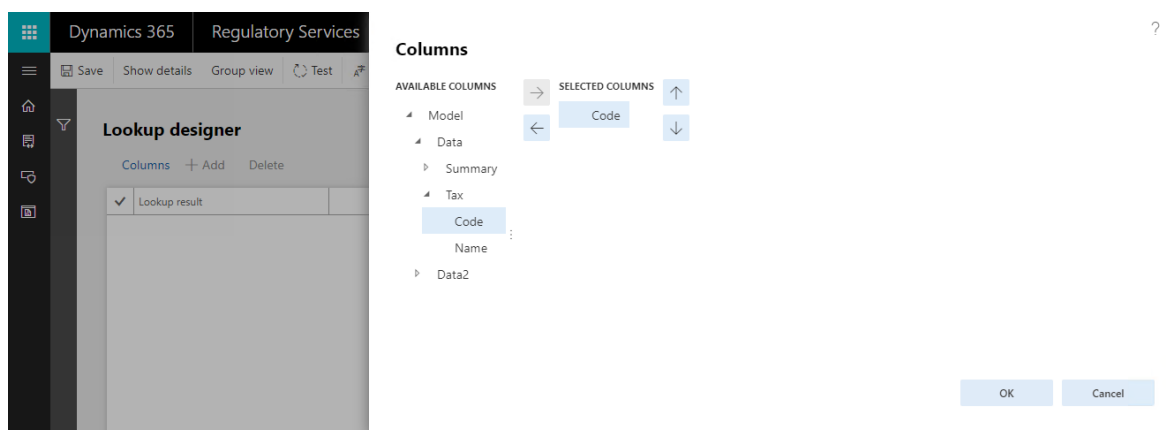 Dynamics 365 Regulatory Services
Save Show details Group view Test
Lookup designer
Columns + Add Delete
Lookup result
?
Columns
AVAILABLE COLUMNS
SELECTED COLUMNS
Model
Data
Summary
Tax
Code
Name
Data2
Code
OK Cancel